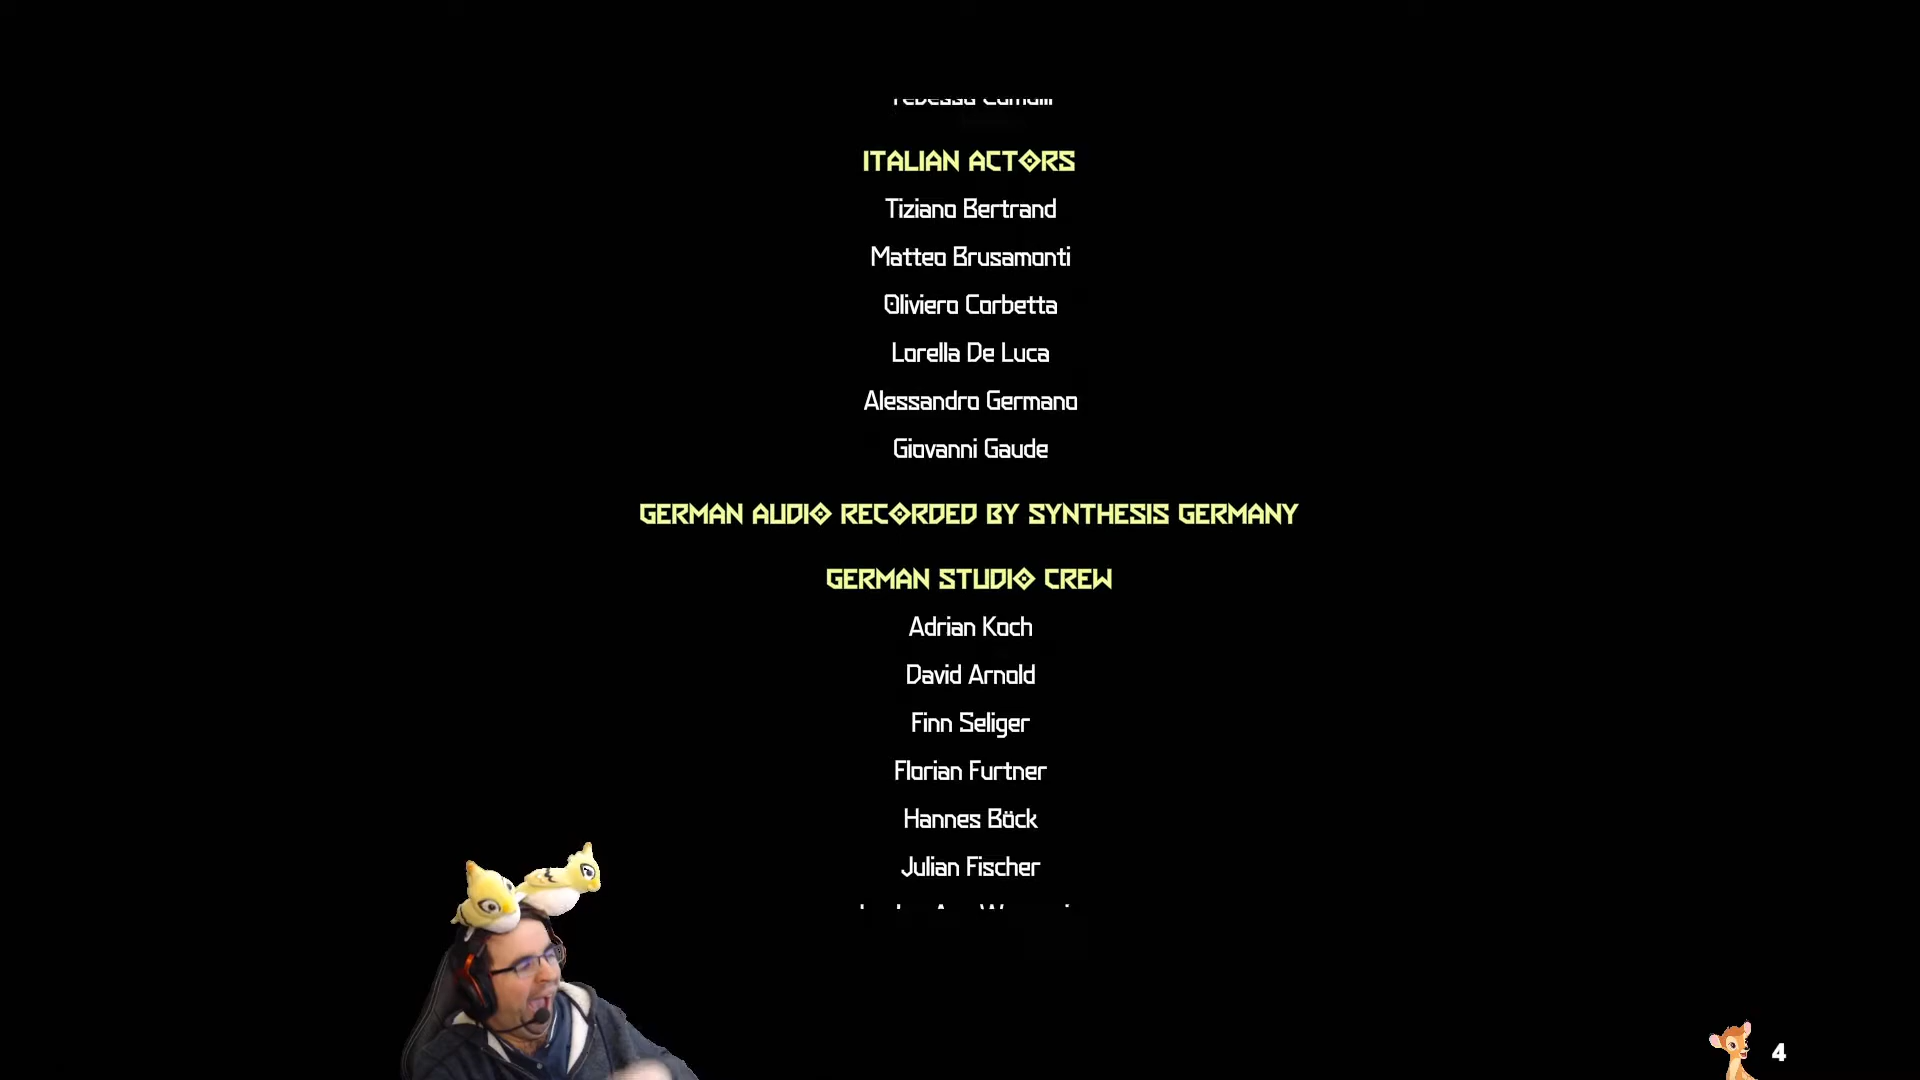 ITALIAN ACTORS
Tiziano Bertrand
Matteo Brusamonti
Oliviero Corbetta
Lorella De Luca
Alessandro Germano
Giovanni Gaude
GERMAN AUDIO RECORDED BY SYNTHESIS GERMANY
GERMAN STUDIO CREW
Adrian Koch
David Arnold
Finn Seliger
Florian Furtner
Hannes Böck
Julian Fischer
4